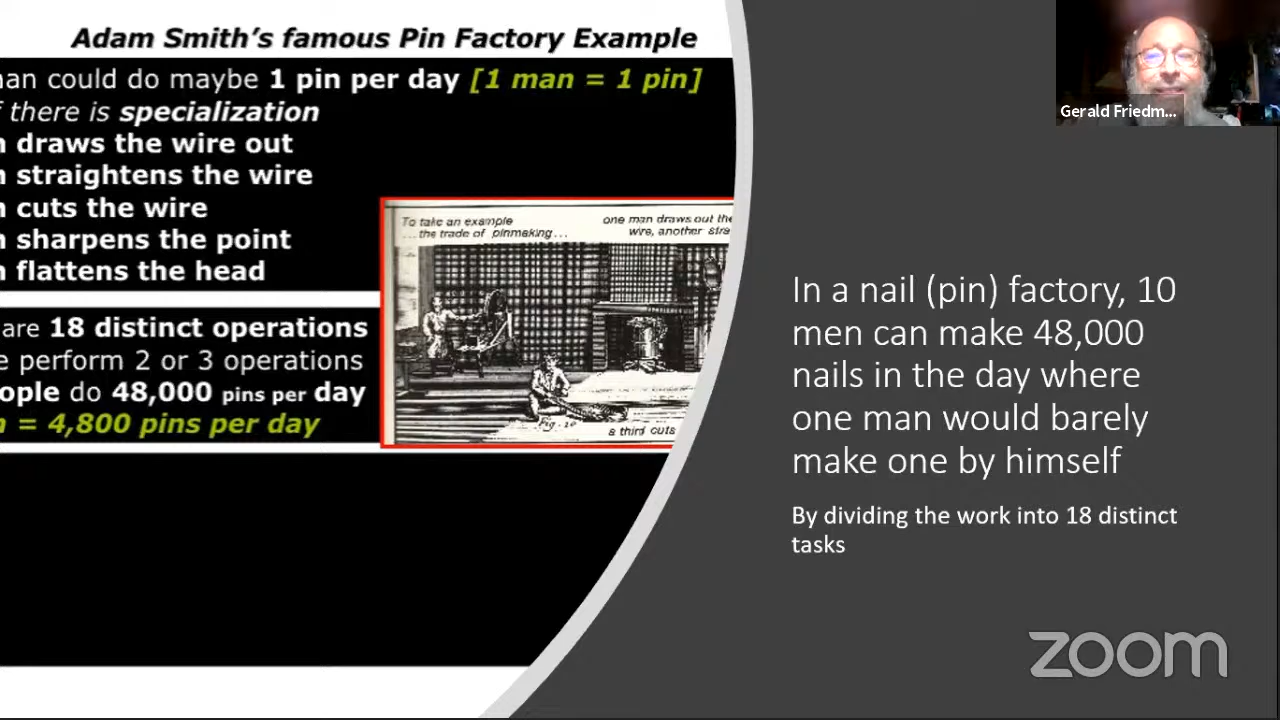 Adam Smith's famous Pin Factory Example
man could do maybe 1 pin per day [1 man = 1 pin]
f there is specialization
n draws the wire out
n straightens the wire
n cuts the wire
n sharpens the point
n flattens the head
To take an example
...the trade of pinmaking...
one man draws out the
wire, another stra
Fig. 10
a third cuts
are 18 distinct operations
e perform 2 or 3 operations
ople do 48,000 pins per day
n = 4,800 pins per day
Gerald Friedm...
In a nail (pin) factory, 10
men can make 48,000
nails in the day where
one man would barely
make one by himself
By dividing the work into 18 distinct
tasks
zoom